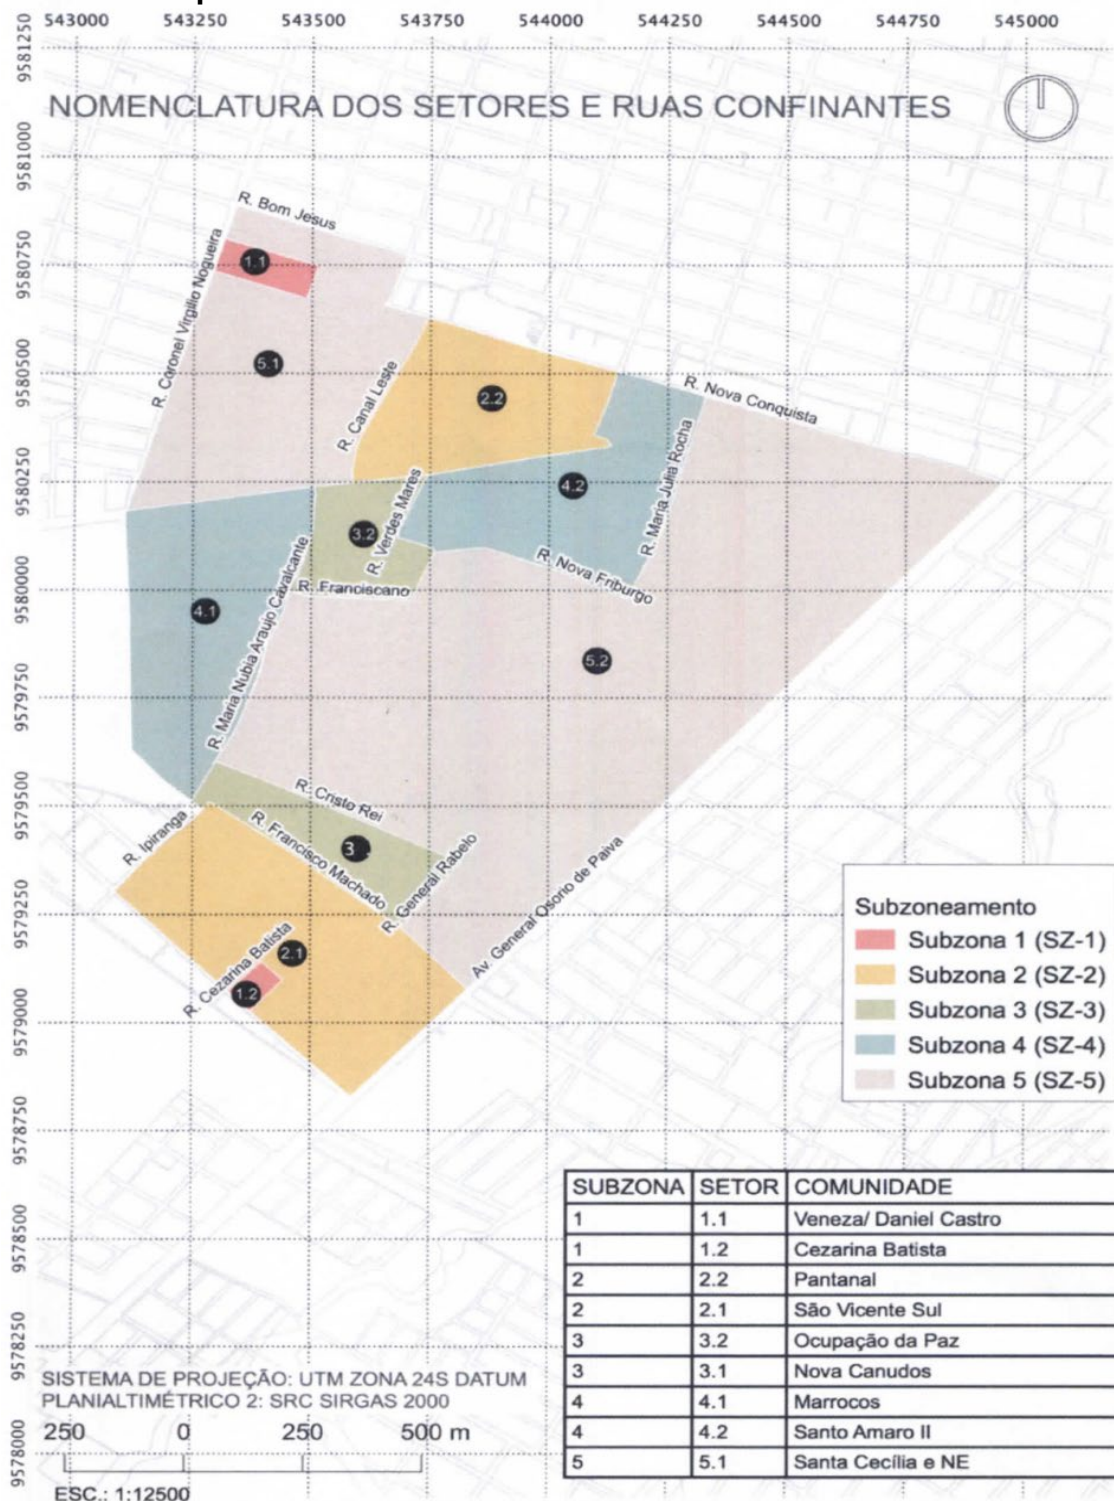 543000 543250 543500 543750 544000 544250 544500 544750 545000
9581250
9581000
9580750
9580500
9580250
9580000
9579750
9579500
9579250
9579000
9578750
9578500
9578250
9578000
NOMENCLATURA DOS SETORES E RUAS CONFINANTES
R. Bom Jesus
R. Coronel Virgilio Nogueira
1.1
5.1
R. Canal Leste
2.2
R. Nova Conquista
R. Maria Julia Rocha
4.2
R. Verdes Mares
3.2
R. Nova Friburgo
R. Franciscano
R. Maria Nubia Araujo Cavalcante
4.1
5.2
R. Cristo Rei
R. Ipiranga
R. Francisco Machado
3.
R. General Rabelo
Av. General Osorio de Paiva
R. Cezarina Batista
2.1
1.2
Subzoneamento
Subzona 1 (SZ-1)
Subzona 2 (SZ-2)
Subzona 3 (SZ-3)
Subzona 4 (SZ-4)
Subzona 5 (SZ-5)
SUBZONA SETOR COMUNIDADE
1 1.1 Veneza/ Daniel Castro
1 1.2 Cezarina Batista
2 2.2 Pantanal
2 2.1 São Vicente Sul
3 3.2 Ocupação da Paz
3 3.1 Nova Canudos
4 4.1 Marrocos
4 4.2 Santo Amaro II
5 5.1 Santa Cecília e NE
SISTEMA DE PROJEÇÃO: UTM ZONA 24S DATUM
PLANIALTIMÉTRICO 2: SRC SIRGAS 2000
250 0 250 500 m
ESC.: 1:12500